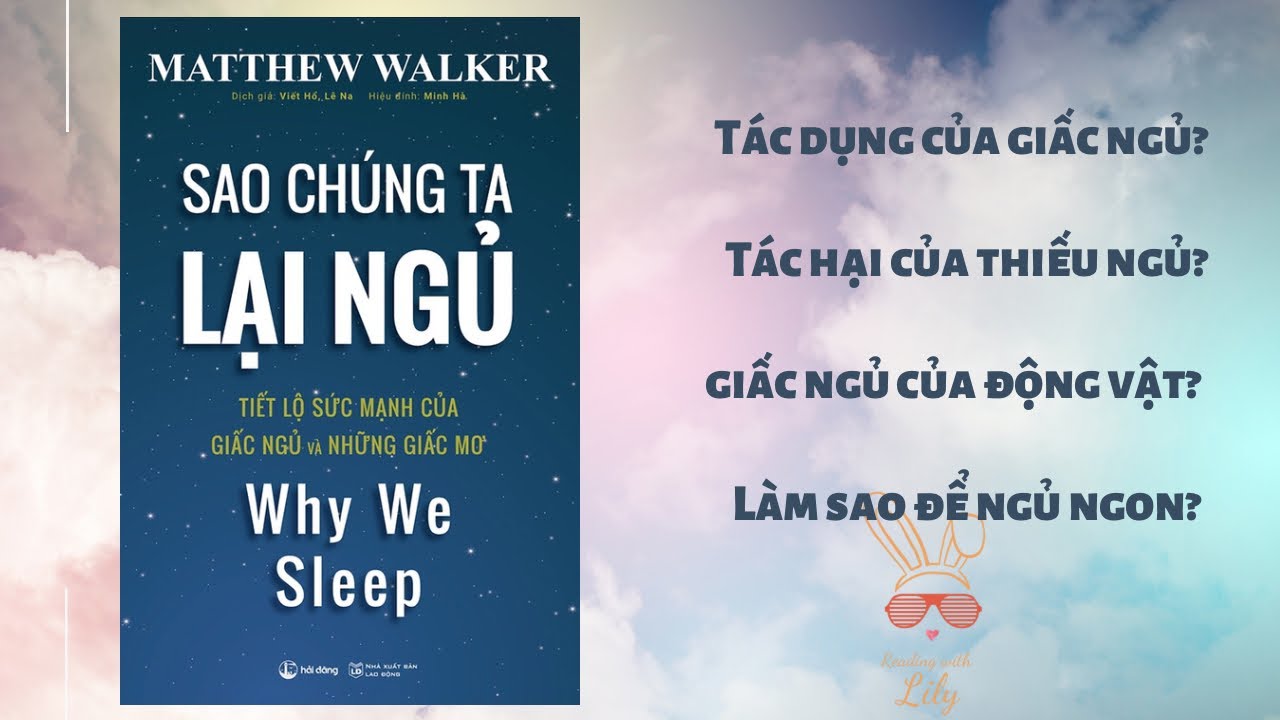 MATTHEW WALKER
Dịch giả: Viết Hổ, Lê Na Hiệu đính: Minh Hà.
SAO CHÚNG TA
LẠI NGỦ
TIẾT LỘ SỨC MẠNH CỦA
GIẤC NGỦ VÀ NHỮNG GIẤC MƠ
Why We
Sleep
hải đăng
LD NHÀ XUẤT BẢN
LAO ĐỘNG
Tác dụng của giấc ngủ?
Tác hại của thiếu ngủ?
giấc ngủ của động vật?
Làm sao để ngủ ngon?
Reading with
Lily